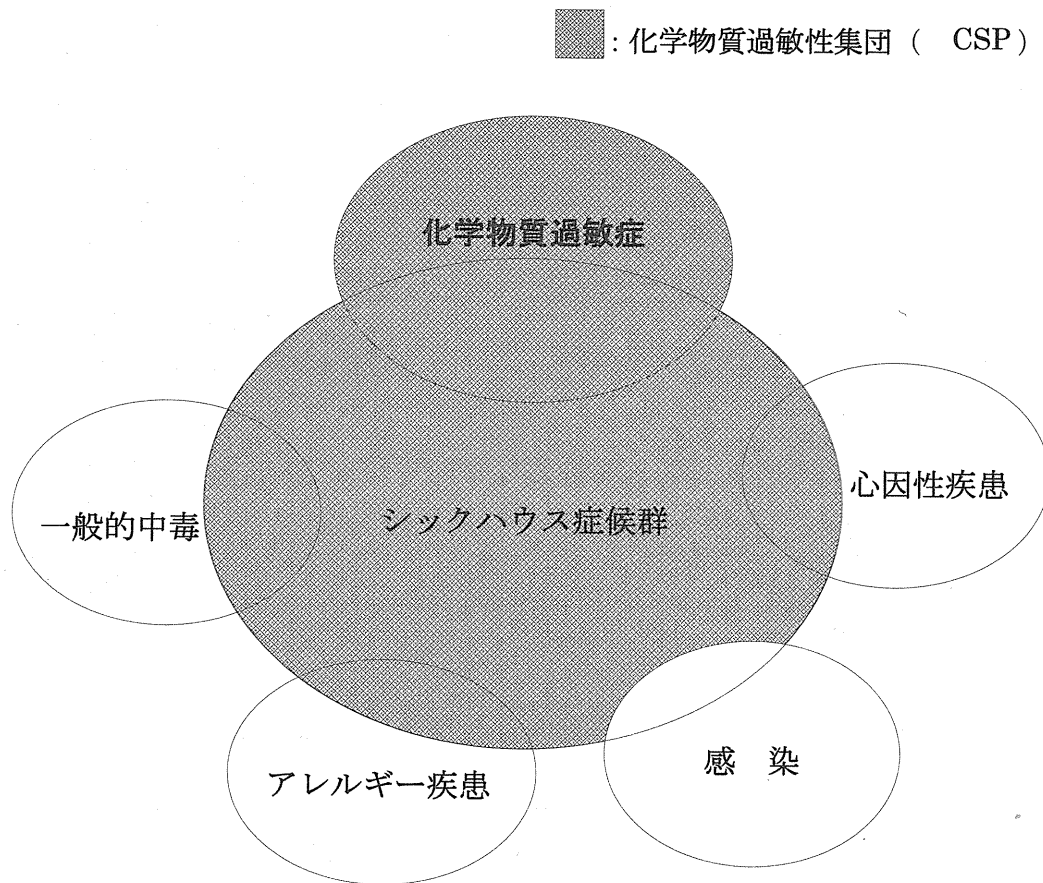 : 化学物質過敏性集団 (　CSP)
化学物質過敏症
心因性疾患
一般的中毒
シックハウス症候群
感　染
アレルギー疾患